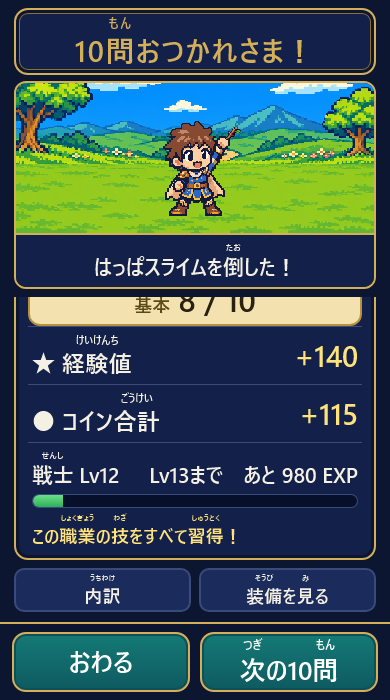 10問おつかれさま！
もん
はっぱスライムを倒した！
たお
基本 8 / 10
★ 経験値 +140
けいけんち
● コイン合計 +115
ごうけい
戦士 Lv12 Lv13まで あと 980 EXP
せんし
この職業の技をすべて習得！
しょくぎょう わざ しゅうとく
内訳
うちわけ
装備を見る
そうび み
おわる
次の10問
つぎ もん